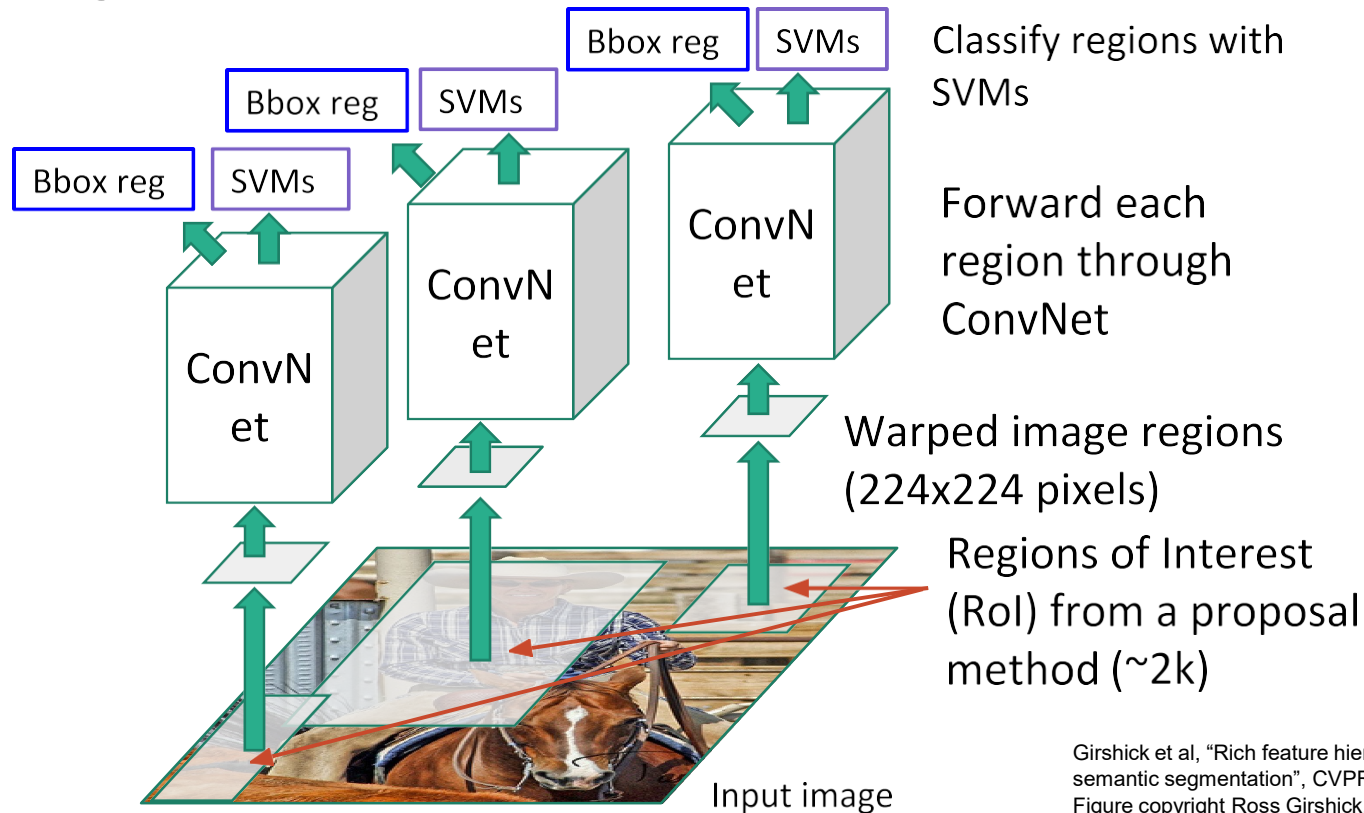 Bbox reg
SVMs
Classify regions with
SVMs
Bbox reg
SVMs
Bbox reg
SVMs
Forward each
region through
ConvNet
ConvN
et
ConvN
et
ConvN
et
Warped image regions
(224x224 pixels)
Regions of Interest
(RoI) from a proposal
method (~2k)
Input image
Girshick et al, “Rich feature hier
semantic segmentation”, CVPR
Figure copyright Ross Girshick